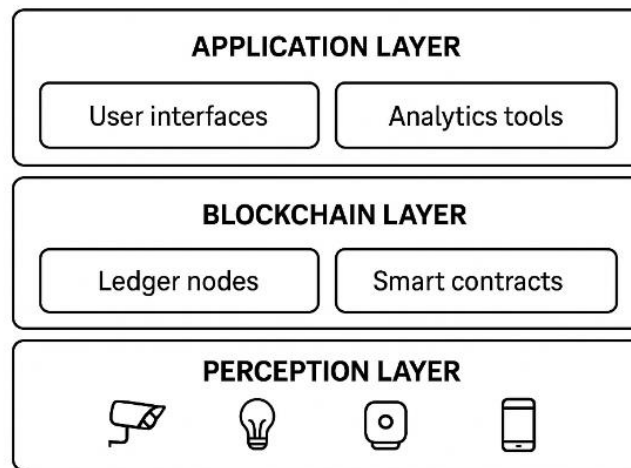 APPLICATION LAYER
User interfaces Analytics tools
BLOCKCHAIN LAYER
Ledger nodes Smart contracts
PERCEPTION LAYER